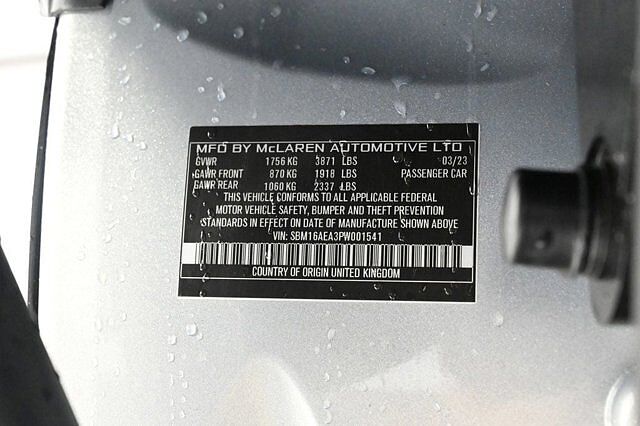 MFD BY McLAREN AUTOMOTIVE LTD
GVWR 1756 KG 3871 LBS 03/23
GAWR FRONT 870 KG 1918 LBS PASSENGER CAR
GAWR REAR 1060 KG 2337 LBS
THIS VEHICLE CONFORMS TO ALL APPLICABLE FEDERAL
MOTOR VEHICLE SAFETY, BUMPER AND THEFT PREVENTION
STANDARDS IN EFFECT ON DATE OF MANUFACTURE SHOWN ABOVE
VIN: SBM16AEA3PW001541
COUNTRY OF ORIGIN UNITED KINGDOM